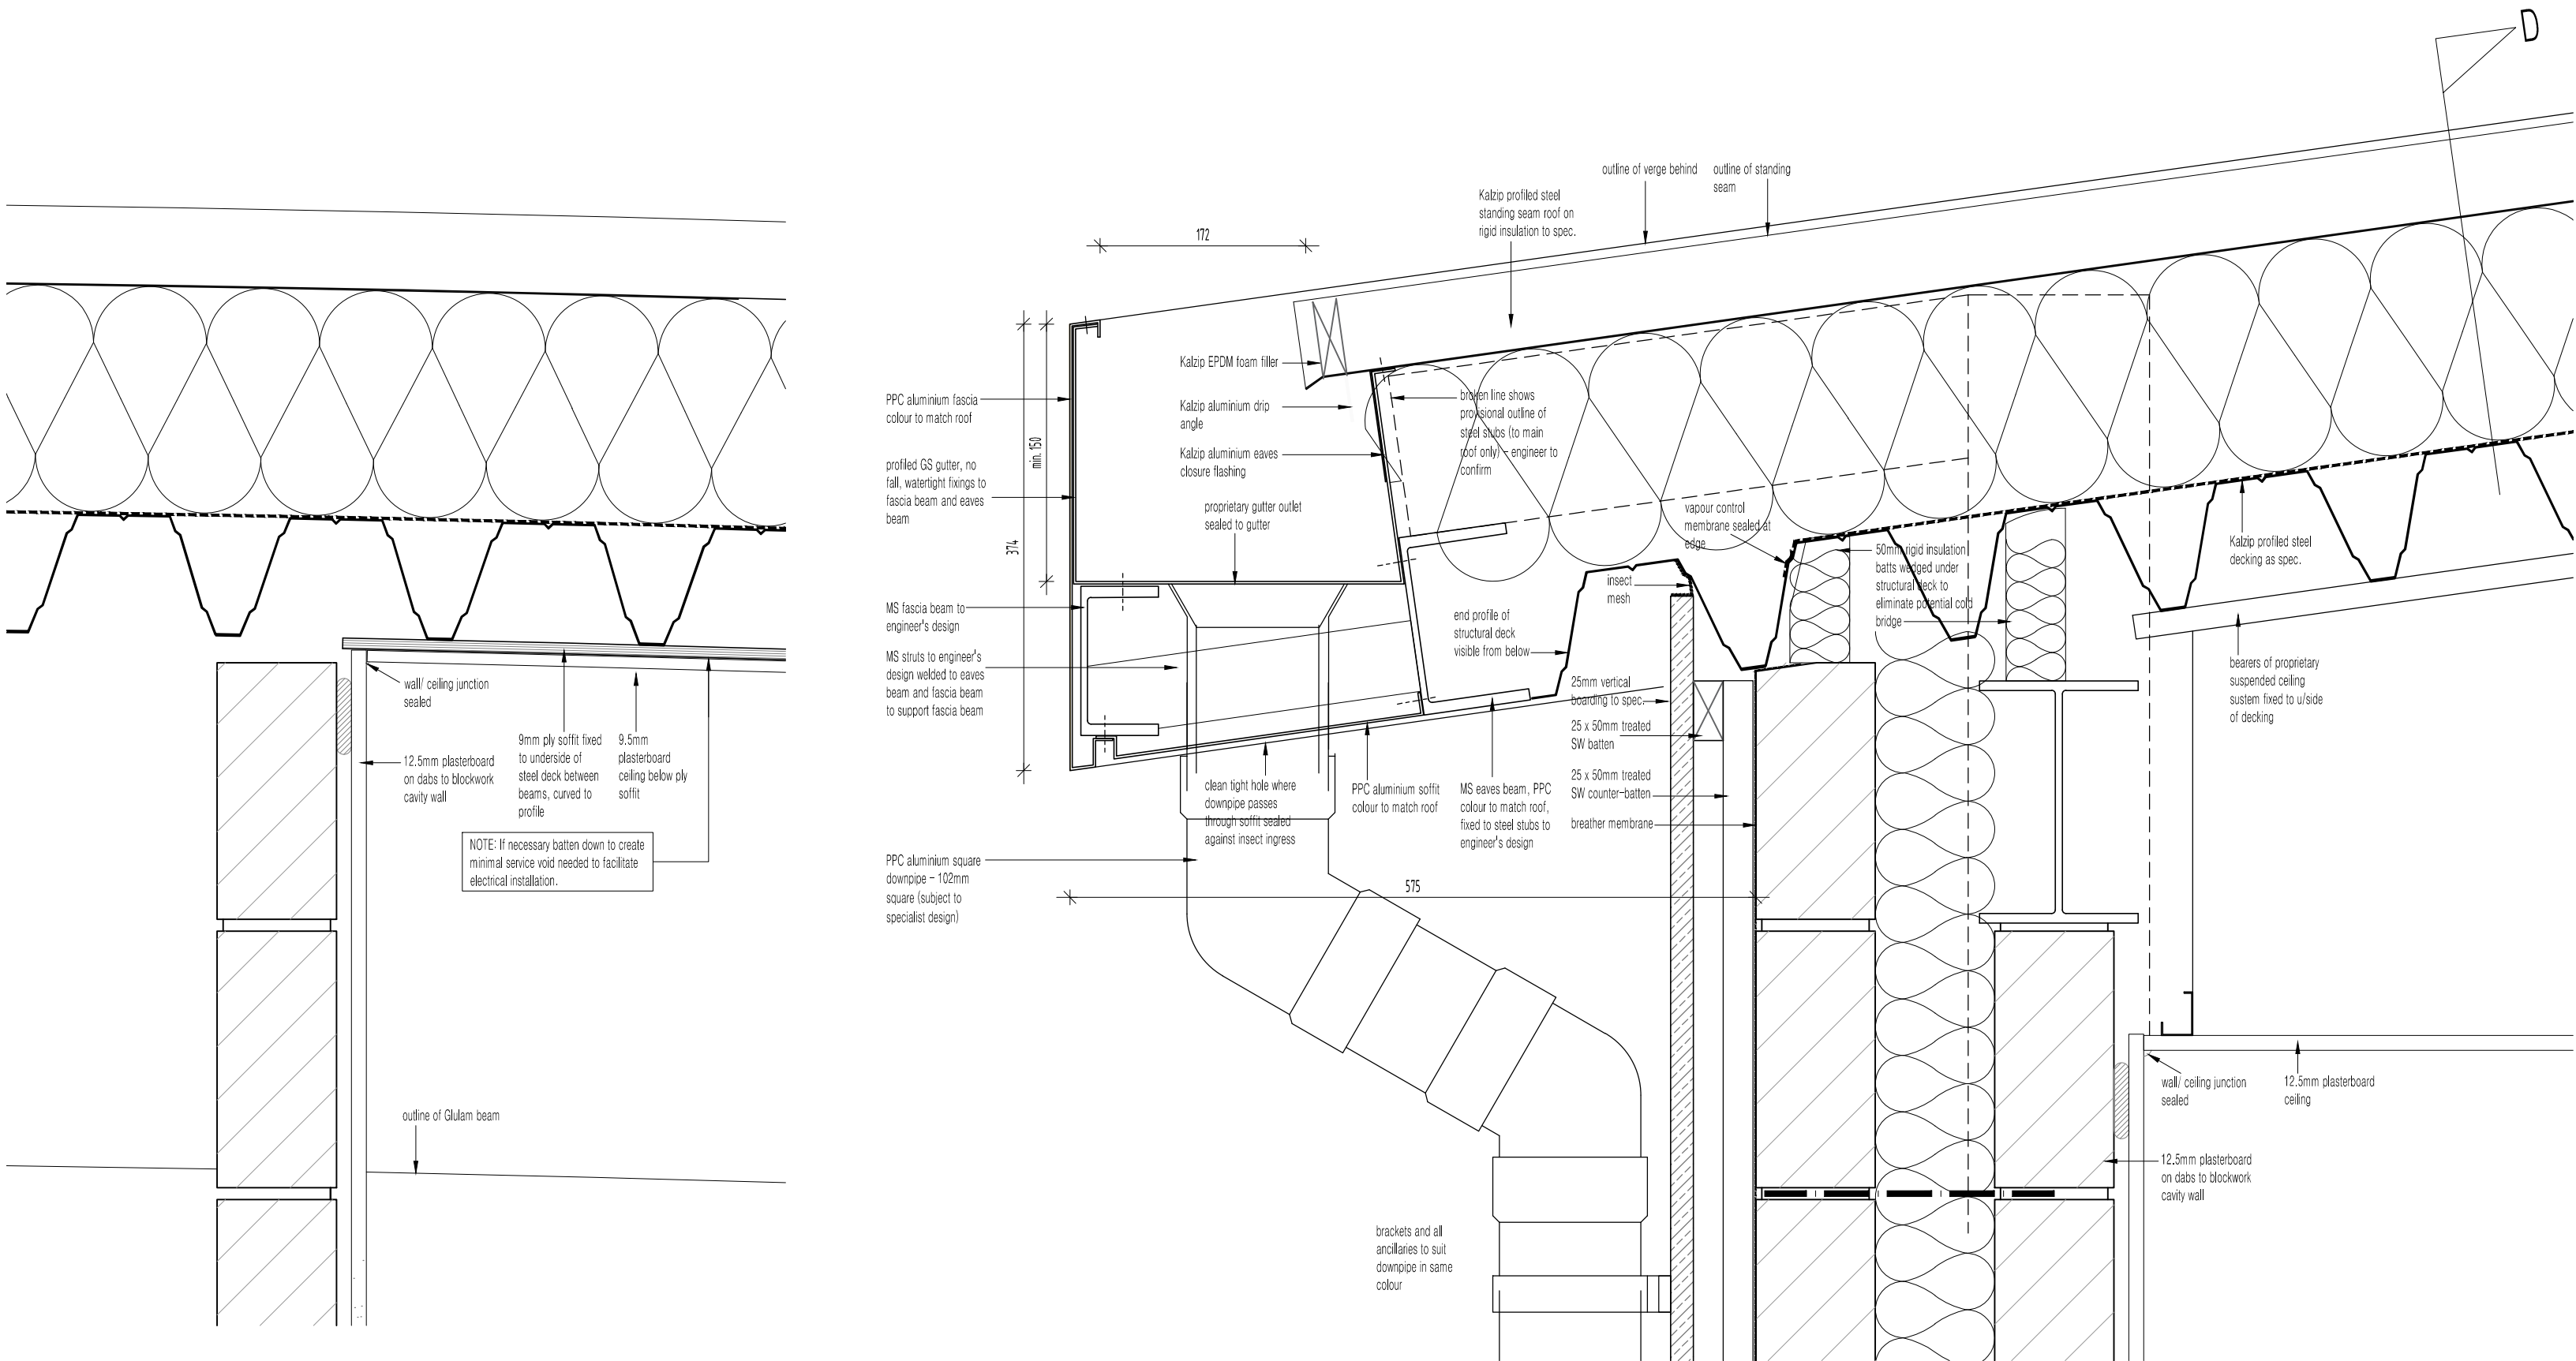 D
outline of verge behind
outline of standing
seam
Kalzip profiled steel
standing seam roof on
rigid insulation to spec.
172
Kalzip EPDM foam filler
Kalzip aluminium drip
angle
Kalzip aluminium eaves
closure flashing
proprietary gutter outlet
sealed to gutter
PPC aluminium fascia
colour to match roof
profiled GS gutter, no
fall, watertight fixings to
fascia beam and eaves
beam
min. 150
374
MS fascia beam to
engineer's design
MS struts to engineer's
design welded to eaves
beam and fascia beam
to support fascia beam
broken line shows
provisional outline of
steel stubs (to main
roof only) - engineer to
confirm
vapour control
membrane sealed at
edge
50mm rigid insulation
batts wedged under
structural deck to
eliminate potential cold
bridge
Kalzip profiled steel
decking as spec.
insect
mesh
end profile of
structural deck
visible from below
bearers of proprietary
suspended ceiling
sustem fixed to u/side
of decking
25mm vertical
boarding to spec.
25 x 50mm treated
SW batten
25 x 50mm treated
SW counter-batten
breather membrane
clean tight hole where
downpipe passes
through soffit sealed
against insect ingress
PPC aluminium soffit
colour to match roof
MS eaves beam, PPC
colour to match roof,
fixed to steel stubs to
engineer's design
PPC aluminium square
downpipe - 102mm
square (subject to
specialist design)
575
wall/ ceiling junction
sealed
12.5mm plasterboard
on dabs to blockwork
cavity wall
9mm ply soffit fixed
to underside of
steel deck between
beams, curved to
profile
9.5mm
plasterboard
ceiling below ply
soffit
NOTE: If necessary batten down to create
minimal service void needed to facilitate
electrical installation.
outline of Glulam beam
wall/ ceiling junction
sealed
12.5mm plasterboard
ceiling
12.5mm plasterboard
on dabs to blockwork
cavity wall
brackets and all
ancillaries to suit
downpipe in same
colour